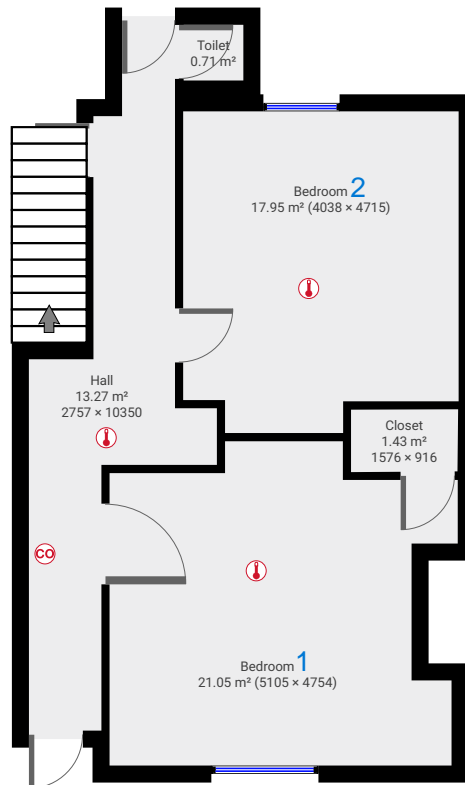 Toilet
0.71 m²
Bedroom 2
17.95 m² (4038 × 4715)
Hall
13.27 m²
2757 × 10350
Closet
1.43 m²
1576 × 916
CO
Bedroom 1
21.05 m² (5105 × 4754)